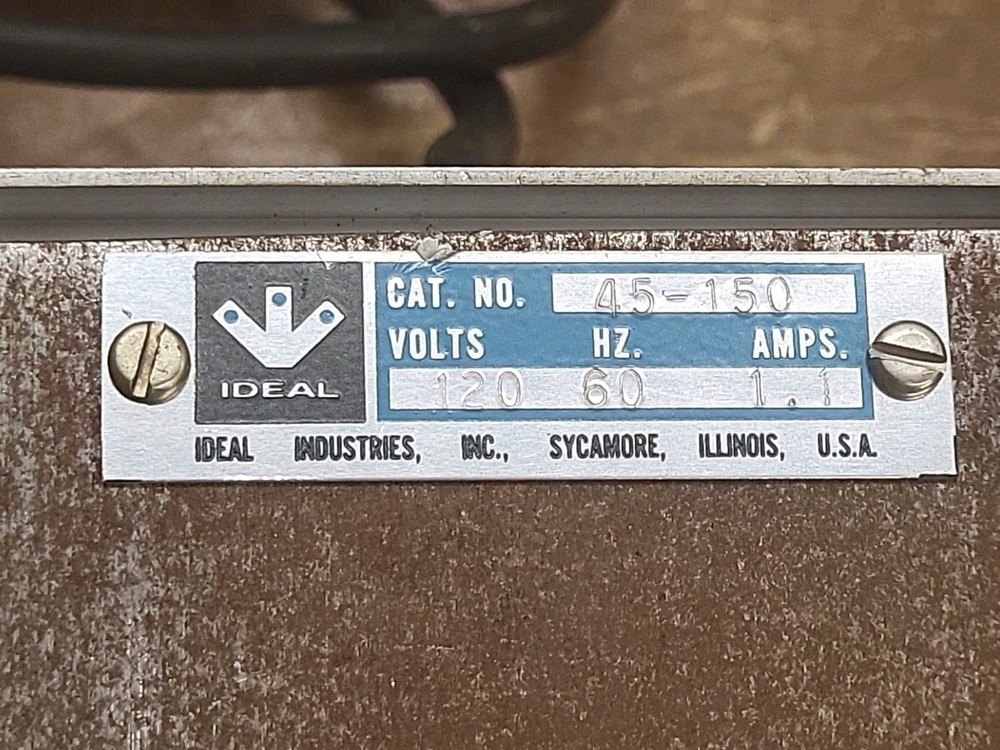 IDEAL
CAT. NO. 45-150
VOLTS HZ. AMPS.
120 60 1.1
IDEAL INDUSTRIES, INC., SYCAMORE, ILLINOIS, U.S.A.